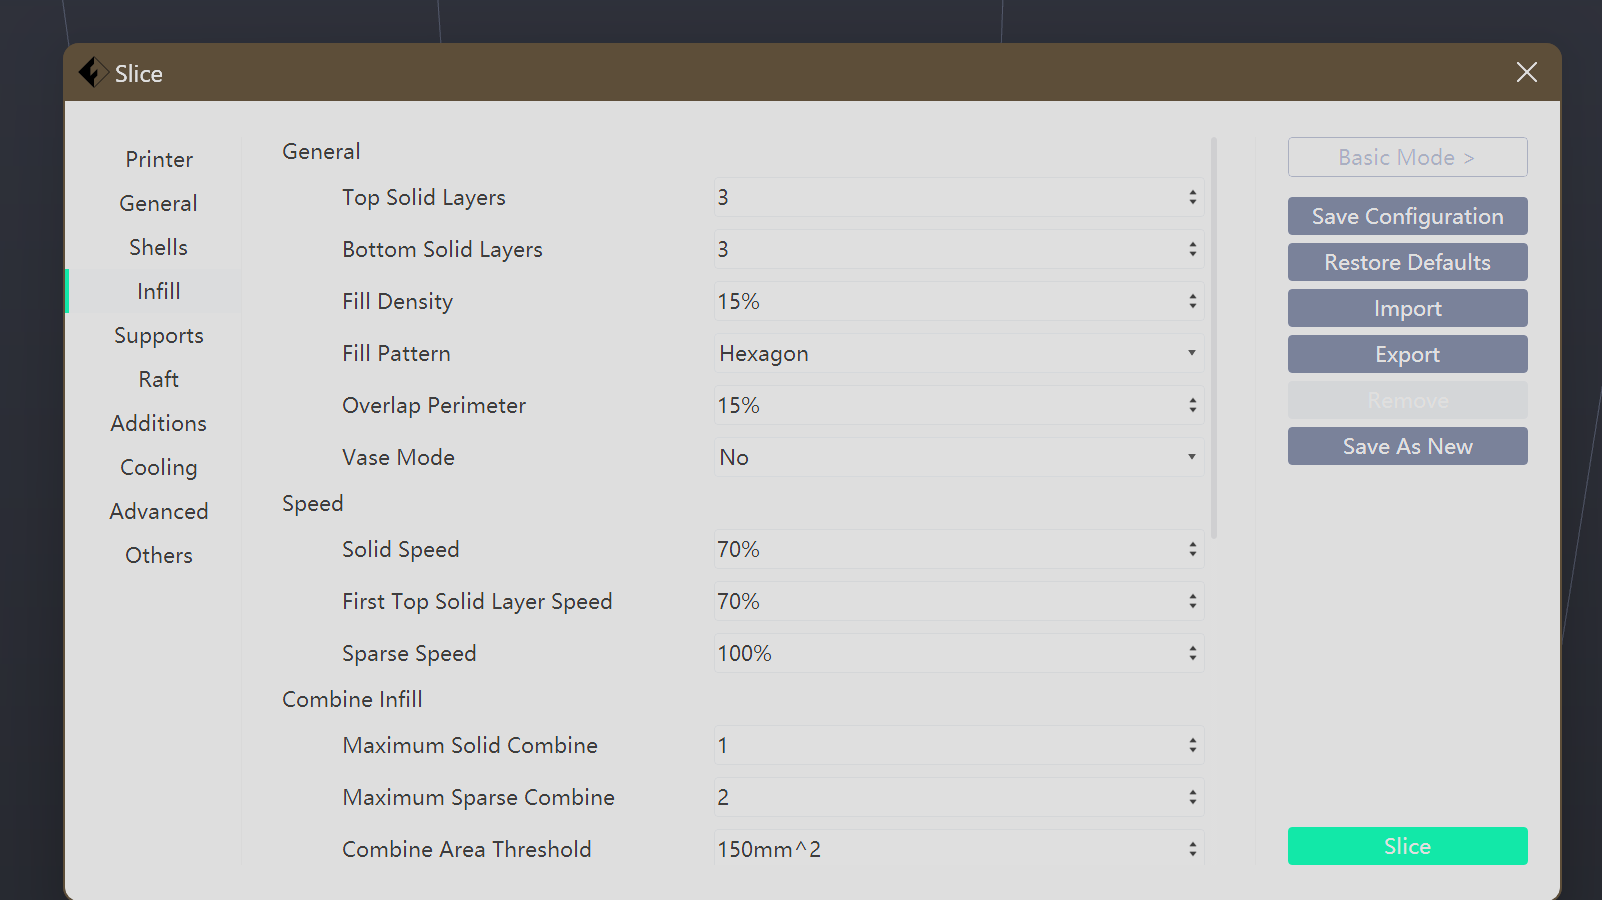 Slice
Printer
General
Shells
Infill
Supports
Raft
Additions
Cooling
Advanced
Others
General
Top Solid Layers 3
Bottom Solid Layers 3
Fill Density 15%
Fill Pattern Hexagon
Overlap Perimeter 15%
Vase Mode No
Speed
Solid Speed 70%
First Top Solid Layer Speed 70%
Sparse Speed 100%
Combine Infill
Maximum Solid Combine 1
Maximum Sparse Combine 2
Combine Area Threshold 150mm^2
Basic Mode >
Save Configuration
Restore Defaults
Import
Export
Remove
Save As New
Slice